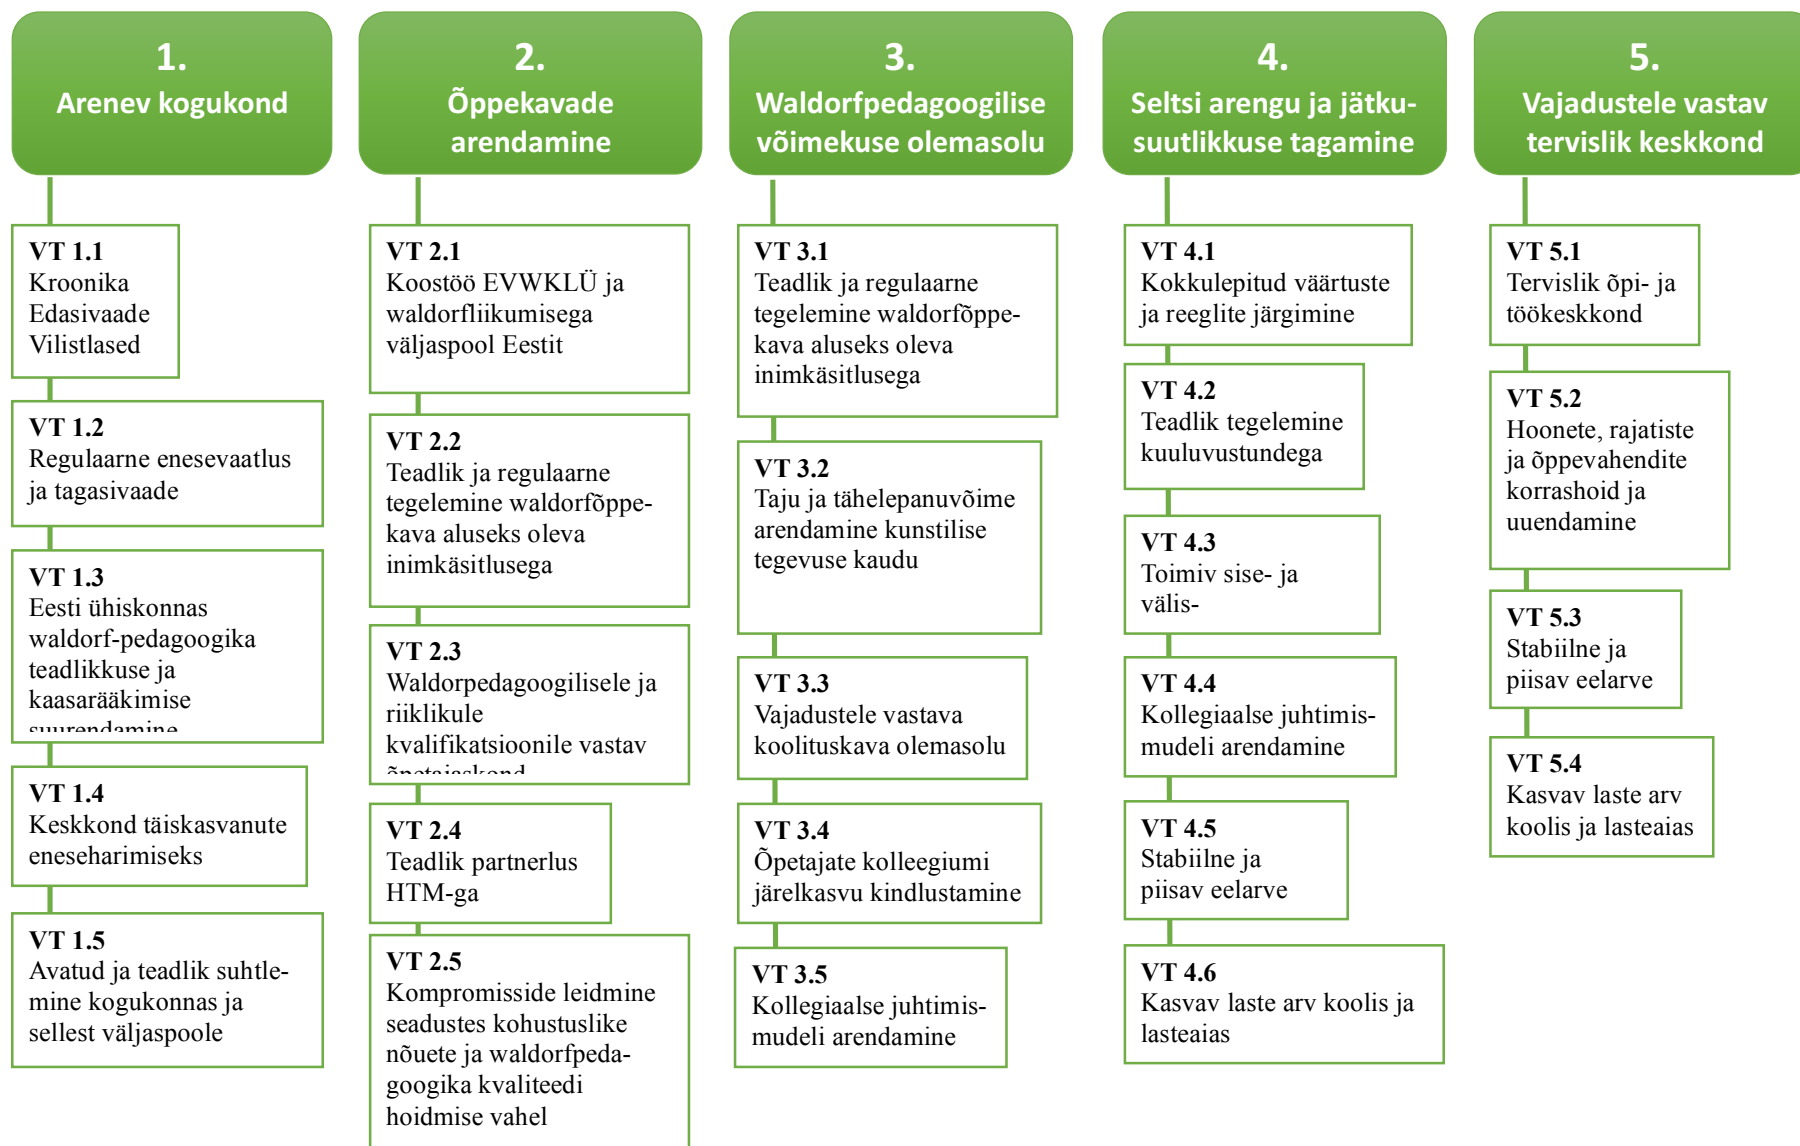 1.
Arenev kogukond
VT 1.1
Kroonika
Edasivaade
Vilistlased
VT 1.2
Regulaarne enesevaatlus
ja tagasivaade
VT 1.3
Eesti ühiskonnas
waldorf-pedagoogika
teadlikkuse ja
kaasarääkimise
suurendamine
VT 1.4
Keskkond täiskasvanute
eneseharimiseks
VT 1.5
Avatud ja teadlik suhtle-
mine kogukonnas ja
sellest väljaspoole
2.
Õppekavade
arendamine
VT 2.1
Koostöö EVWKLÜ ja
waldorfliikumisega
väljaspool Eestit
VT 2.2
Teadlik ja regulaarne
tegelemine waldorfõppe-
kava aluseks oleva
inimkäsitlusega
VT 2.3
Waldorpedagoogilisele ja
riiklikule
kvalifikatsioonile vastav
õpetajaskond
VT 2.4
Teadlik partnerlus
HTM-ga
VT 2.5
Kompromisside leidmine
seadustes kohustuslike
nõuete ja waldorfpeda-
googika kvaliteedi
hoidmise vahel
3.
Waldorfpedagoogilise
võimekuse olemasolu
VT 3.1
Teadlik ja regulaarne
tegelemine waldorfõppe-
kava aluseks oleva
inimkäsitlusega
VT 3.2
Taju ja tähelepanuvõime
arendamine kunstilise
tegevuse kaudu
VT 3.3
Vajadustele vastava
koolituskava olemasolu
VT 3.4
Õpetajate kolleegiumi
järelkasvu kindlustamine
VT 3.5
Kollegiaalse juhtimis-
mudeli arendamine
4.
Seltsi arengu ja jätku-
suutlikkuse tagamine
VT 4.1
Kokkulepitud väärtuste
ja reeglite järgimine
VT 4.2
Teadlik tegelemine
kuuluvustundega
VT 4.3
Toimiv sise- ja
välis-
VT 4.4
Kollegiaalse juhtimis-
mudeli arendamine
VT 4.5
Stabiilne ja
piisav eelarve
VT 4.6
Kasvav laste arv koolis ja
lasteaias
5.
Vajadustele vastav
tervislik keskkond
VT 5.1
Tervislik õpi- ja
töökeskkond
VT 5.2
Hoonete, rajatiste
ja õppevahendite
korrashoid ja
uuendamine
VT 5.3
Stabiilne ja
piisav eelarve
VT 5.4
Kasvav laste arv
koolis ja lasteaias